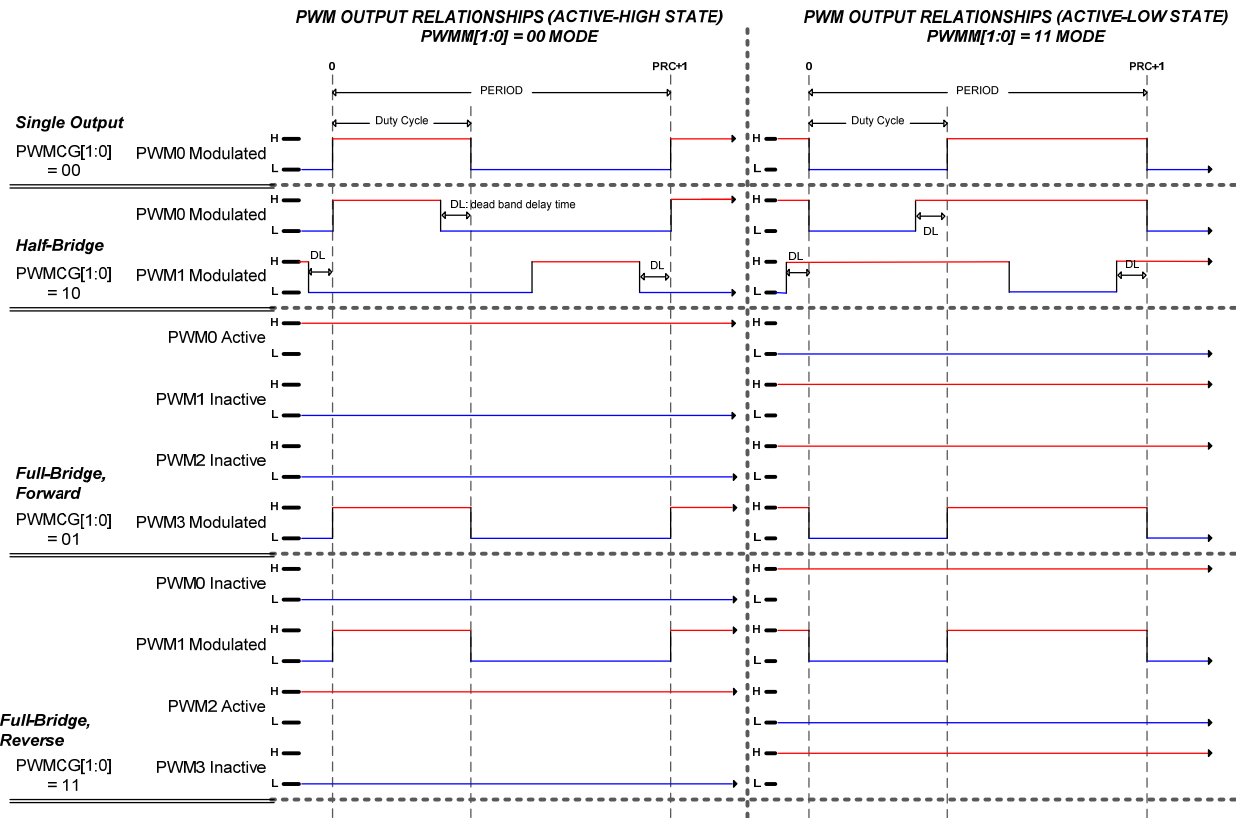 PWM OUTPUT RELATIONSHIPS (ACTIVE-HIGH STATE)
PWMM[1:0] = 00 MODE
PWM OUTPUT RELATIONSHIPS (ACTIVE-LOW STATE)
PWMM[1:0] = 11 MODE
0
PRC+1
0
PRC+1
PERIOD
PERIOD
Single Output
Duty Cycle
Duty Cycle
PWMCG[1:0]
= 00
PWM0 Modulated
H
L
H
L
PWM0 Modulated
H
L
DL: dead band delay time
H
L
DL
Half-Bridge
PWMCG[1:0]
= 10
PWM1 Modulated
H
L
DL
DL
H
L
DL
DL
PWM0 Active
H
L
H
L
PWM1 Inactive
H
L
H
L
PWM2 Inactive
H
L
H
L
Full-Bridge,
Forward
PWMCG[1:0]
= 01
PWM3 Modulated
H
L
H
L
PWM0 Inactive
H
L
H
L
PWM1 Modulated
H
L
H
L
PWM2 Active
H
L
H
L
Full-Bridge,
Reverse
PWMCG[1:0]
= 11
PWM3 Inactive
H
L
H
L